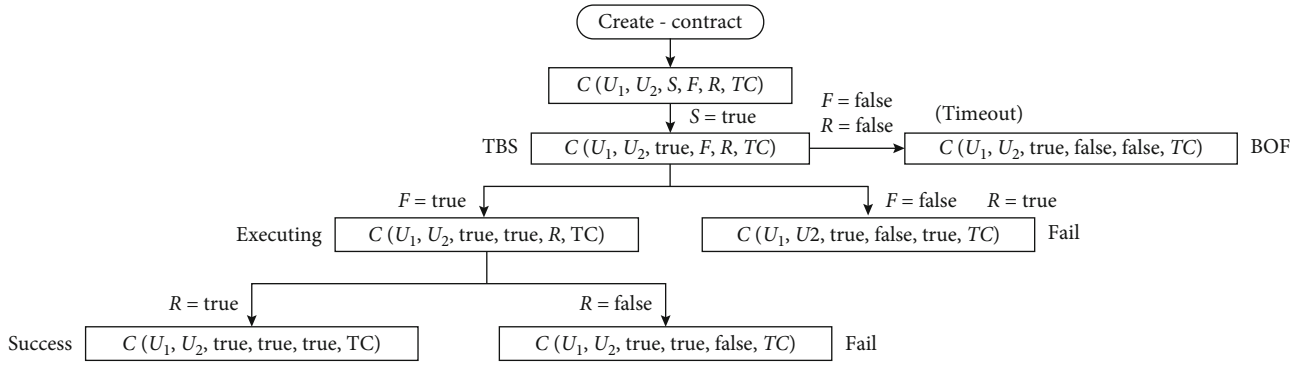 Create - contract
C (U₁, U₂, S, F, R, TC)
S = true
F = false
R = false
(Timeout)
TBS
C (U₁, U₂, true, F, R, TC)
C (U₁, U₂, true, false, false, TC)
BOF
F = true
F = false
R = true
Executing
C (U₁, U₂, true, true, R, TC)
C (U₁, U2, true, false, true, TC)
Fail
R = true
R = false
Success
C (U₁, U₂, true, true, true, TC)
C (U₁, U₂, true, true, false, TC)
Fail